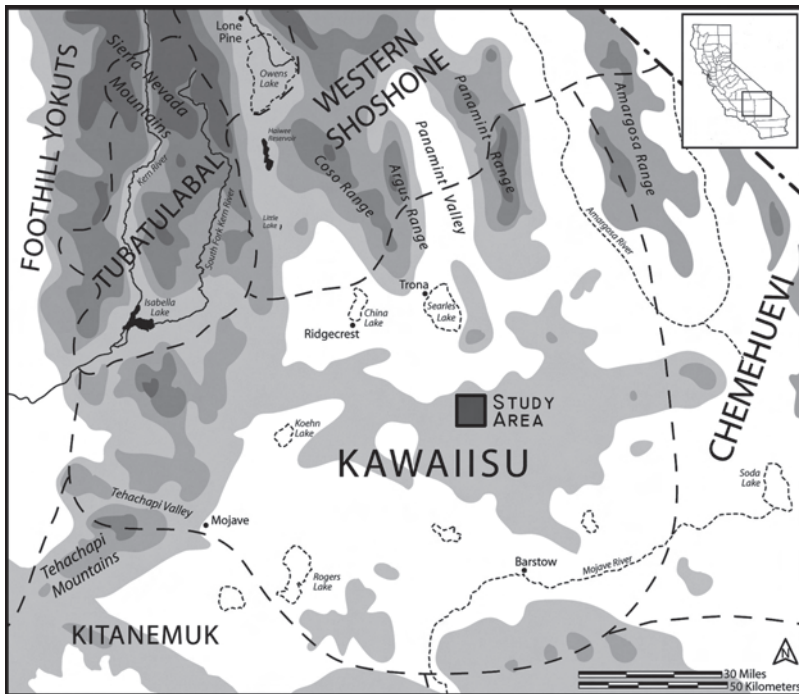 Lone
Pine
Owens
Lake
Sierra Nevada
Mountains
FOOTHILL YOKUTS
WESTERN
SHOSHONE
Haiwee
Reservoir
Kern River
TUBATULABAL
South Fork Kern River
Little
Lake
Coso Range
Argus Range
Panamint Valley
Panamint Range
Amargosa Range
Amargosa River
Isabella
Lake
Trona
China
Lake
Searles
Lake
Ridgecrest
STUDY
AREA
CHEMEHUEVI
Koehn
Lake
KAWAIISU
Soda
Lake
Tehachapi Valley
Mojave
Tehachapi
Mountains
Rogers
Lake
Barstow
Mojave River
KITANEMUK
N
30 Miles
50 Kilometers